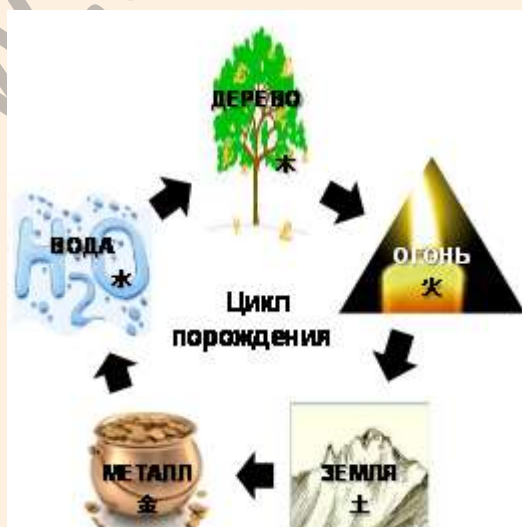 ДЕРЕВО
木
ОГОНЬ
火
ЗЕМЛЯ
土
МЕТАЛЛ
金
ВОДА
水
H2O
Цикл
порождения